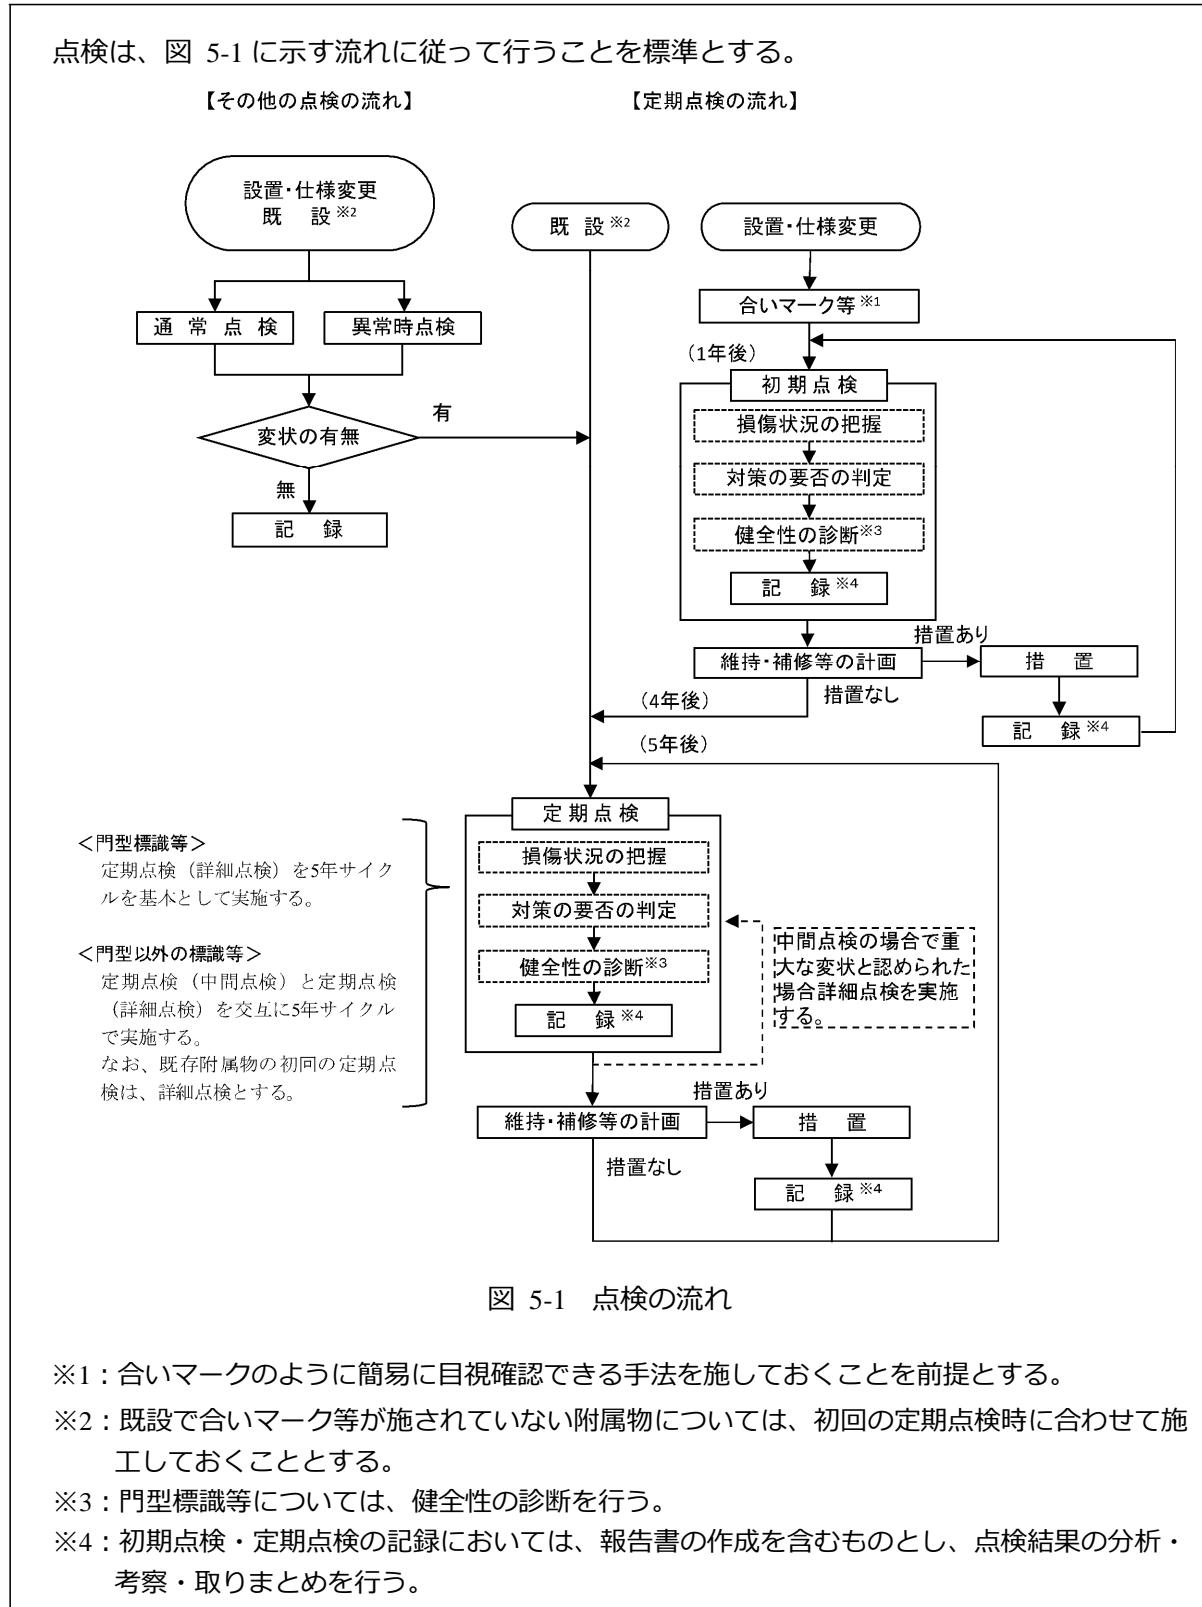 点検は、図 5-1 に示す流れに従って行うことを標準とする。
【その他の点検の流れ】
【定期点検の流れ】
設置・仕様変更
既 設※2
既 設※2
設置・仕様変更
合いマーク等※1
通 常 点 検
異常時点検
(1年後)
初 期 点 検
損傷状況の把握
対策の要否の判定
健全性の診断※3
記 録※4
変状の有無
有
無
記 録
維持・補修等の計画
措置あり
措 置
措置なし
記 録※4
(4年後)
(5年後)
定 期 点 検
損傷状況の把握
対策の要否の判定
健全性の診断※3
記 録※4
＜門型標識等＞
定期点検（詳細点検）を5年サイク
ルを基本として実施する。
＜門型以外の標識等＞
定期点検（中間点検）と定期点検
（詳細点検）を交互に5年サイクル
で実施する。
なお、既存附属物の初回の定期点
検は、詳細点検とする。
中間点検の場合で重
大な変状と認められた
場合詳細点検を実施
する。
維持・補修等の計画
措置あり
措 置
措置なし
記 録※4
図 5-1 点検の流れ
※1：合いマークのように簡易に目視確認できる手法を施しておくことを前提とする。
※2：既設で合いマーク等が施されていない附属物については、初回の定期点検時に合わせて施
工しておくこととする。
※3：門型標識等については、健全性の診断を行う。
※4：初期点検・定期点検の記録においては、報告書の作成を含むものとし、点検結果の分析・
考察・取りまとめを行う。